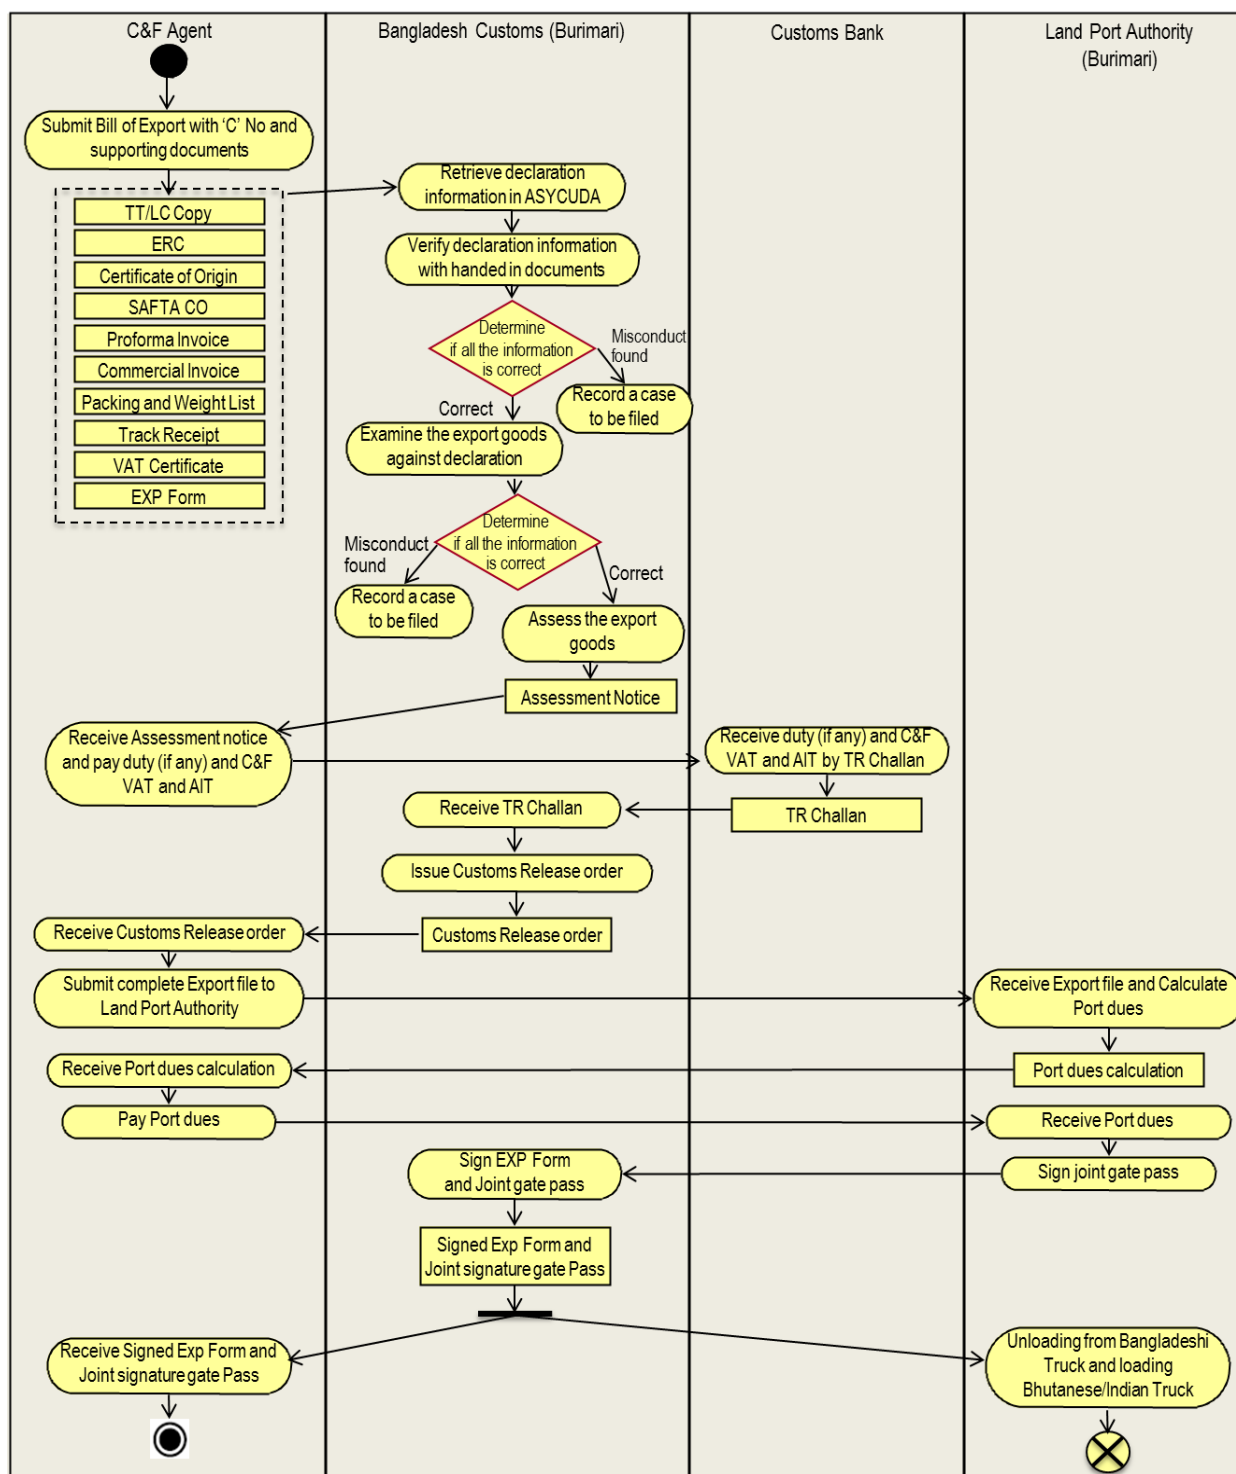 C&F Agent
Bangladesh Customs (Burimari)
Customs Bank
Land Port Authority
(Burimari)
Submit Bill of Export with ‘C’ No and
supporting documents
TT/LC Copy
ERC
Certificate of Origin
SAFTA CO
Proforma Invoice
Commercial Invoice
Packing and Weight List
Track Receipt
VAT Certificate
EXP Form
Retrieve declaration
information in ASYCUDA
Verify declaration information
with handed in documents
Determine
if all the information
is correct
Misconduct
found
Record a case
to be filed
Correct
Examine the export goods
against declaration
Determine
if all the information
is correct
Misconduct
found
Record a case
to be filed
Correct
Assess the export
goods
Assessment Notice
Receive Assessment notice
and pay duty (if any) and C&F
VAT and AIT
Receive duty (if any) and C&F
VAT and AIT by TR Challan
TR Challan
Receive TR Challan
Issue Customs Release order
Customs Release order
Receive Customs Release order
Submit complete Export file to
Land Port Authority
Receive Export file and Calculate
Port dues
Port dues calculation
Receive Port dues calculation
Pay Port dues
Receive Port dues
Sign joint gate pass
Sign EXP Form
and Joint gate pass
Signed Exp Form and
Joint signature gate Pass
Receive Signed Exp Form and
Joint signature gate Pass
Unloading from Bangladeshi
Truck and loading
Bhutanese/Indian Truck